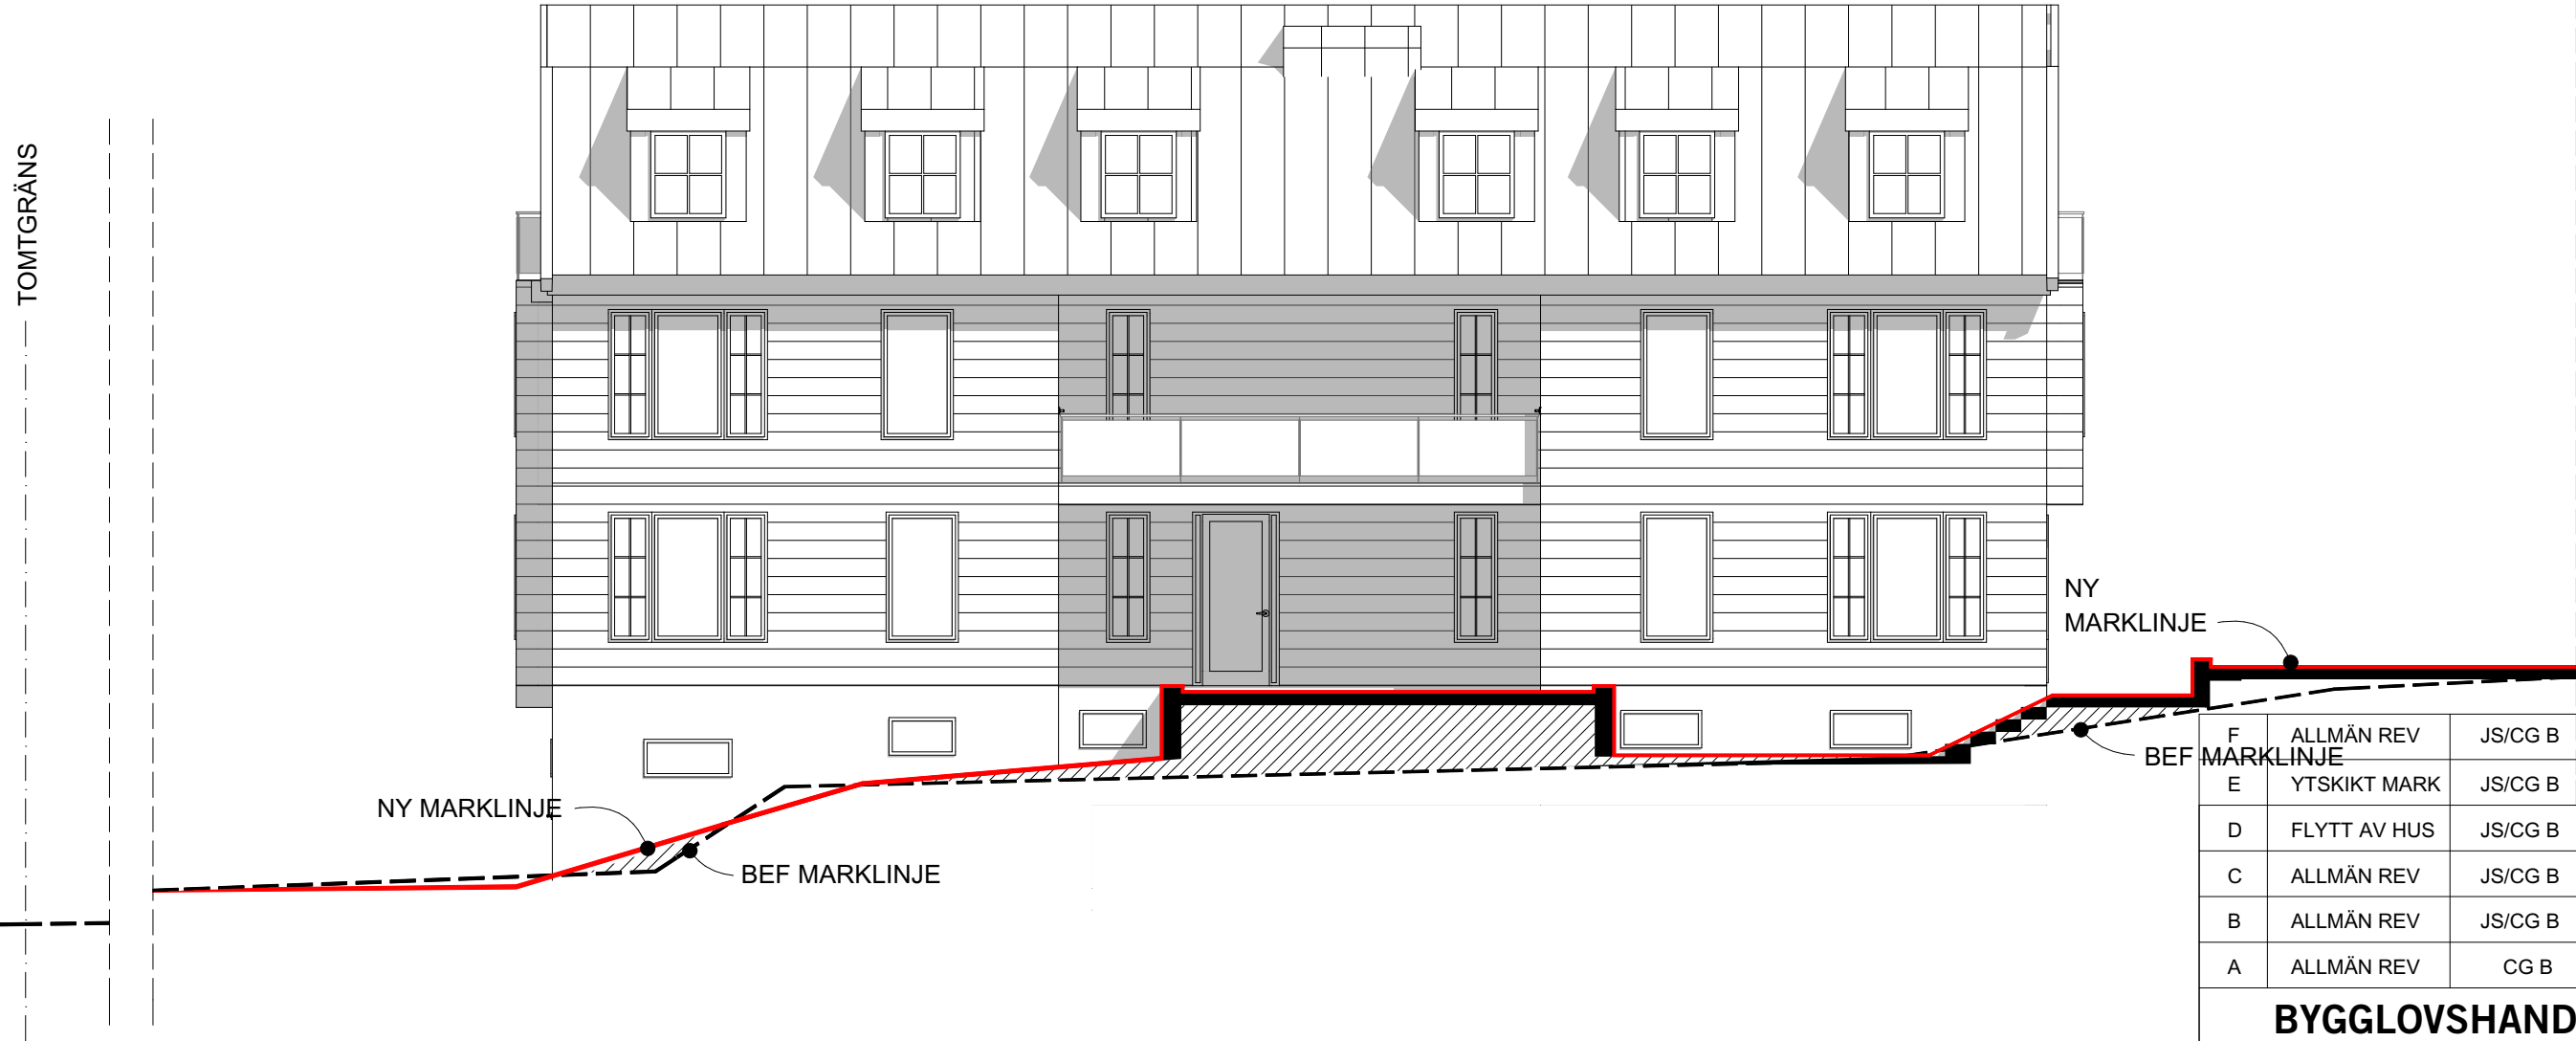 TOMTGRÄNS
NY
MARKLINJE
BEF MARKLINJE
NY MARKLINJE
BEF MARKLINJE
F ALLMÄN REV JS/CG B
E YTSKIKT MARK JS/CG B
D FLYTT AV HUS JS/CG B
C ALLMÄN REV JS/CG B
B ALLMÄN REV JS/CG B
A ALLMÄN REV CG B
BYGGLOVSHAND